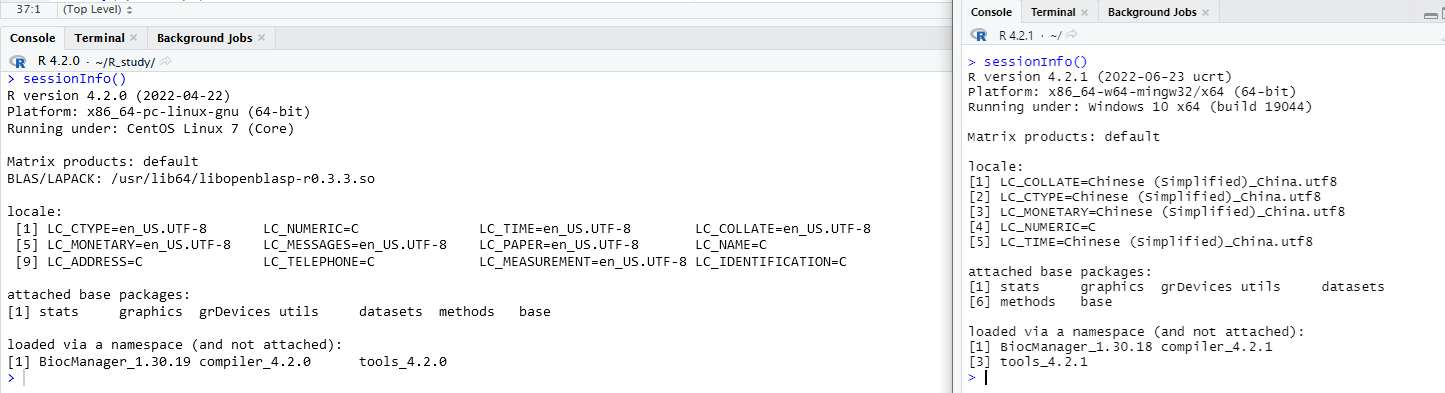 37:1 (Top Level)
Console Terminal Background Jobs
R 4.2.0 · ~/R_study/
> sessionInfo()
R version 4.2.0 (2022-04-22)
Platform: x86_64-pc-linux-gnu (64-bit)
Running under: CentOS Linux 7 (Core)
Matrix products: default
BLAS/LAPACK: /usr/lib64/libopenblasp-r0.3.3.so
locale:
[1] LC_CTYPE=en_US.UTF-8 LC_NUMERIC=C LC_TIME=en_US.UTF-8 LC_COLLATE=en_US.UTF-8
[5] LC_MONETARY=en_US.UTF-8 LC_MESSAGES=en_US.UTF-8 LC_PAPER=en_US.UTF-8 LC_NAME=C
[9] LC_ADDRESS=C LC_TELEPHONE=C LC_MEASUREMENT=en_US.UTF-8 LC_IDENTIFICATION=C
attached base packages:
[1] stats graphics grDevices utils datasets methods base
loaded via a namespace (and not attached):
[1] BiocManager_1.30.19 compiler_4.2.0 tools_4.2.0
>
Console Terminal Background Jobs
R 4.2.1 · ~/
> sessionInfo()
R version 4.2.1 (2022-06-23 ucrt)
Platform: x86_64-w64-mingw32/x64 (64-bit)
Running under: Windows 10 x64 (build 19044)
Matrix products: default
locale:
[1] LC_COLLATE=Chinese (Simplified)_China.utf8
[2] LC_CTYPE=Chinese (Simplified)_China.utf8
[3] LC_MONETARY=Chinese (Simplified)_China.utf8
[4] LC_NUMERIC=C
[5] LC_TIME=Chinese (Simplified)_China.utf8
attached base packages:
[1] stats graphics grDevices utils datasets
[6] methods base
loaded via a namespace (and not attached):
[1] BiocManager_1.30.18 compiler_4.2.1
[3] tools_4.2.1
>